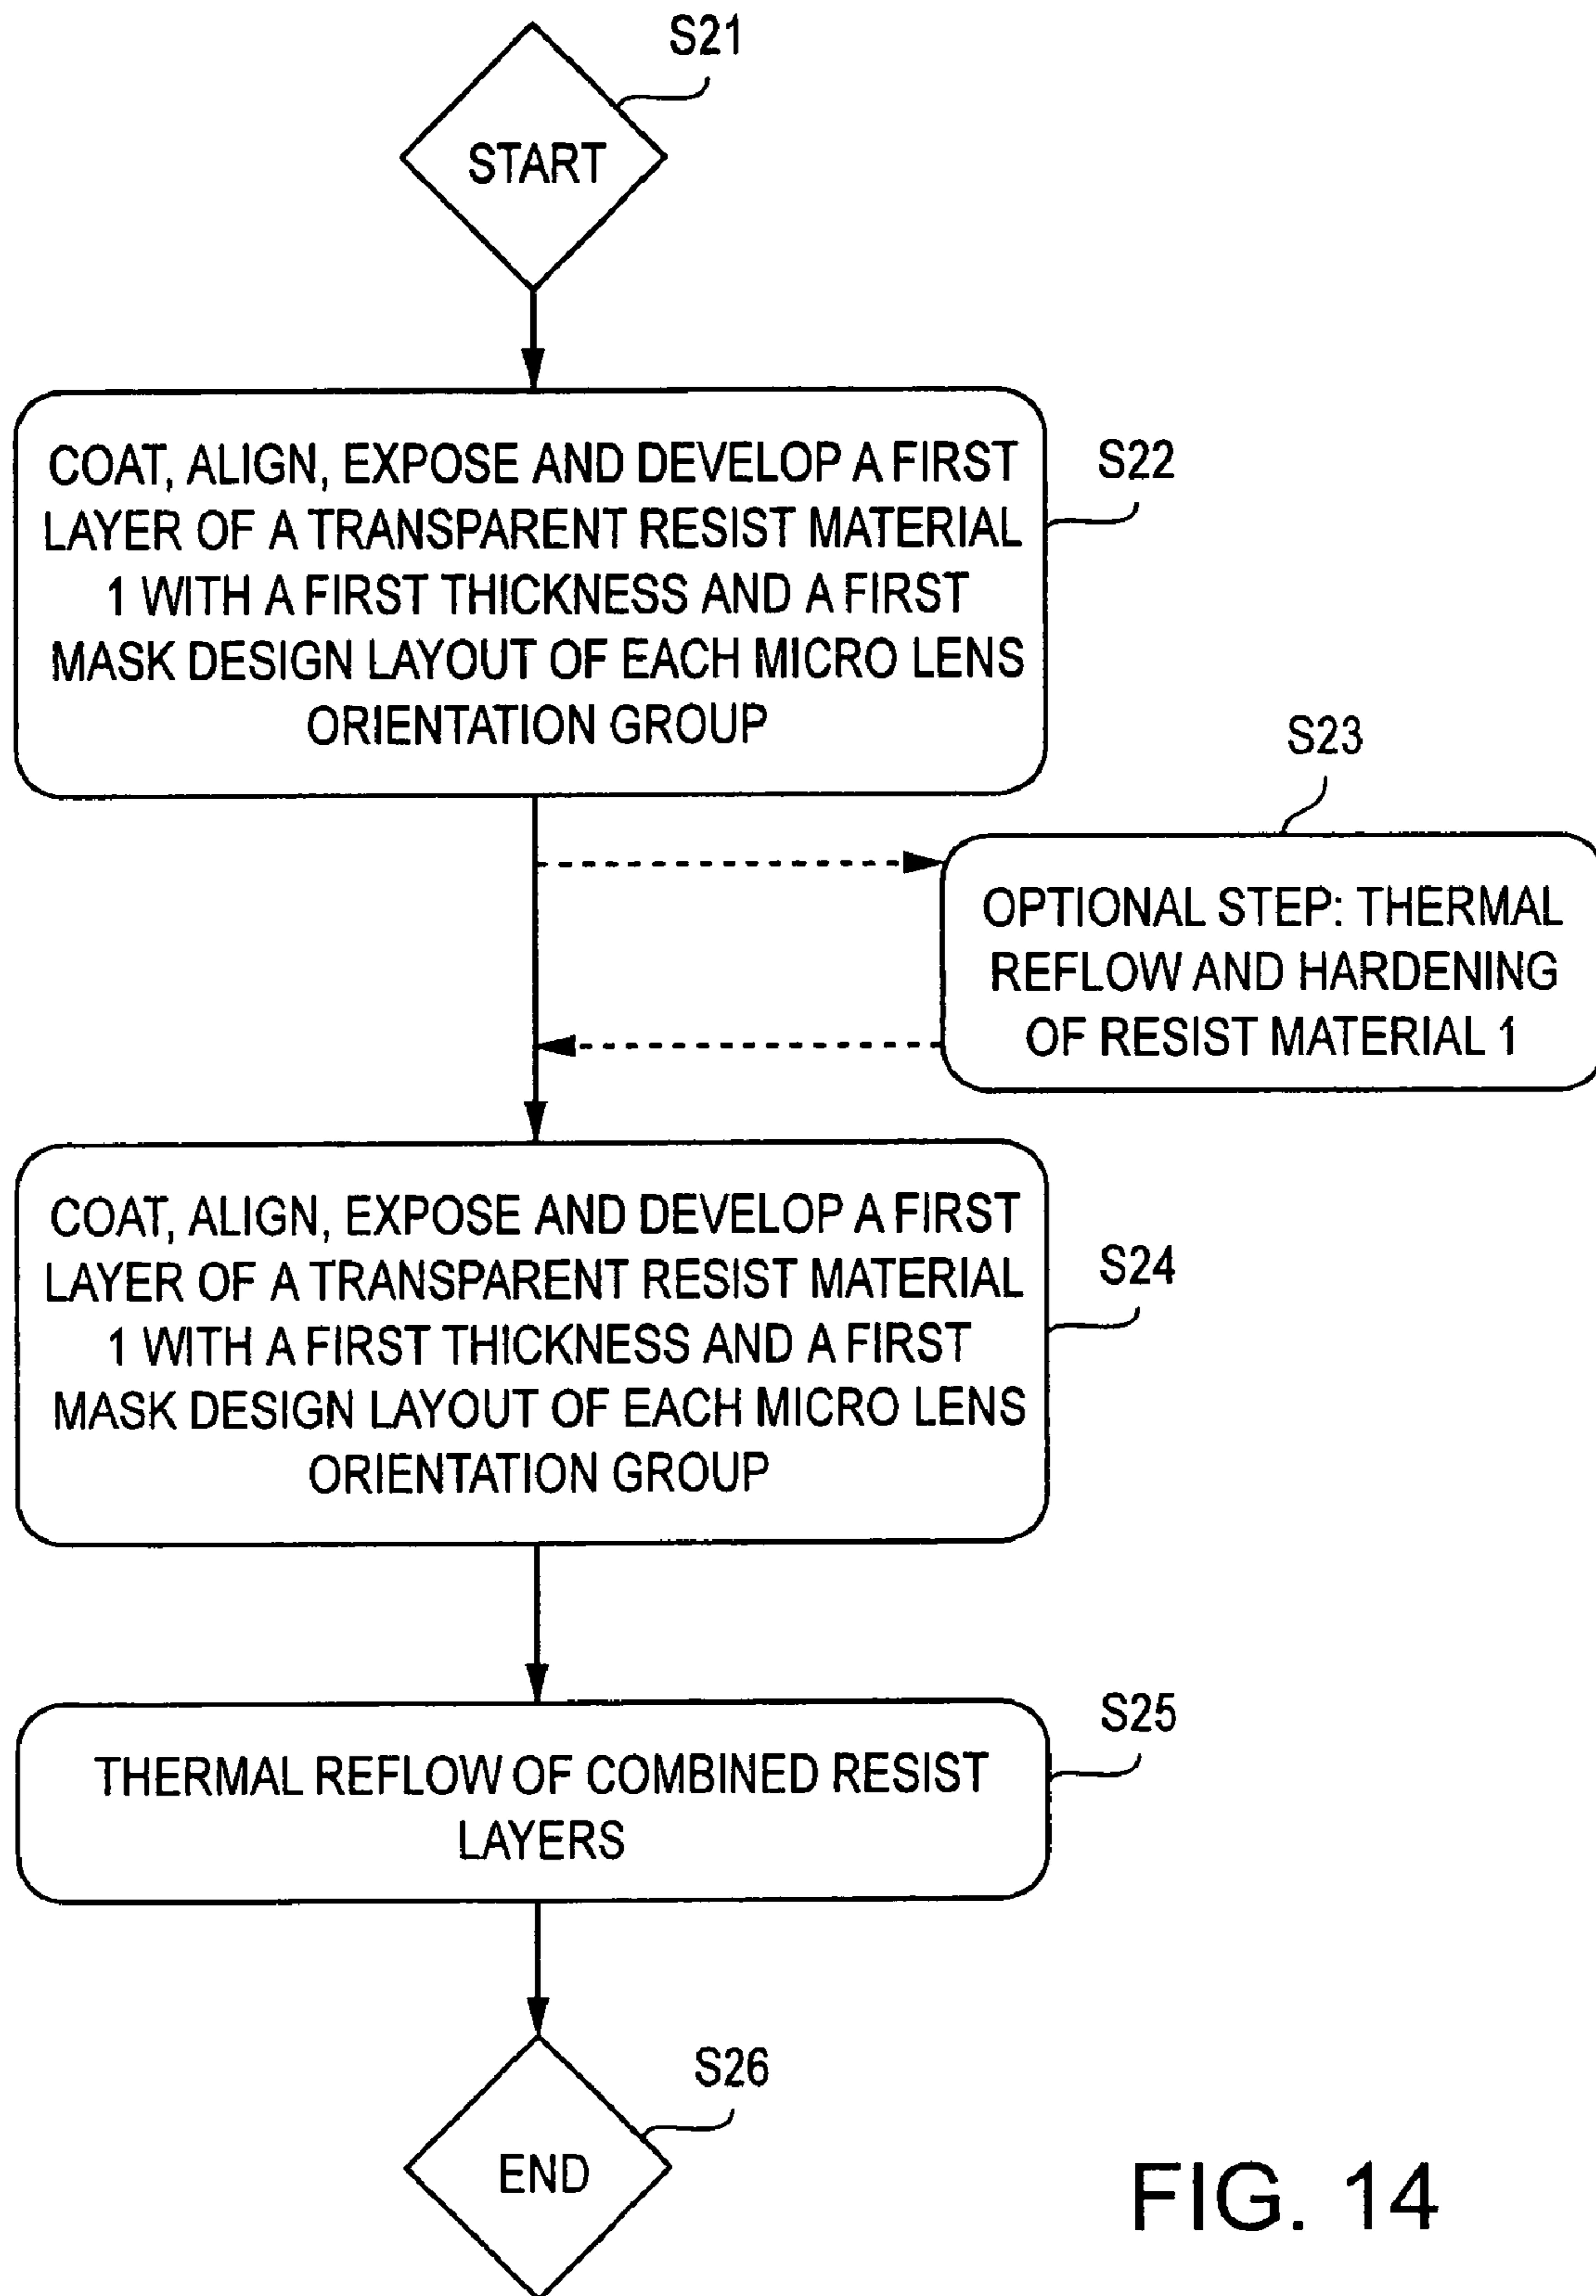 S21
START
COAT, ALIGN, EXPOSE AND DEVELOP A FIRST
LAYER OF A TRANSPARENT RESIST MATERIAL
1 WITH A FIRST THICKNESS AND A FIRST
MASK DESIGN LAYOUT OF EACH MICRO LENS
ORIENTATION GROUP
S22
S23
OPTIONAL STEP: THERMAL
REFLOW AND HARDENING
OF RESIST MATERIAL 1
COAT, ALIGN, EXPOSE AND DEVELOP A FIRST
LAYER OF A TRANSPARENT RESIST MATERIAL
1 WITH A FIRST THICKNESS AND A FIRST
MASK DESIGN LAYOUT OF EACH MICRO LENS
ORIENTATION GROUP
S24
THERMAL REFLOW OF COMBINED RESIST
LAYERS
S25
S26
END
FIG. 14